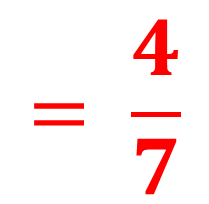 = 4/7